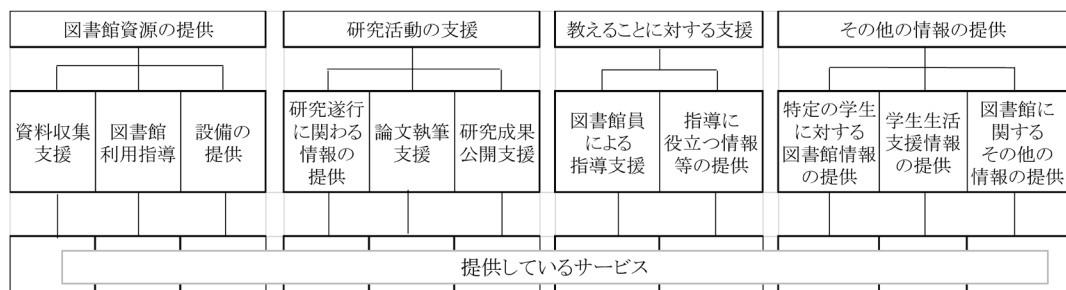 図書館資源の提供
研究活動の支援
教えることに対する支援
その他の情報の提供
資料収集
支援
図書館
利用指導
設備の
提供
研究遂行
に関わる
情報の
提供
論文執筆
支援
研究成果
公開支援
図書館員
による
指導支援
指導に
役立つ情報
等の提供
特定の学生
に対する
図書館情報
の提供
学生生活
支援情報
の提供
図書館に
関する
その他の
情報の提供
提供しているサービス